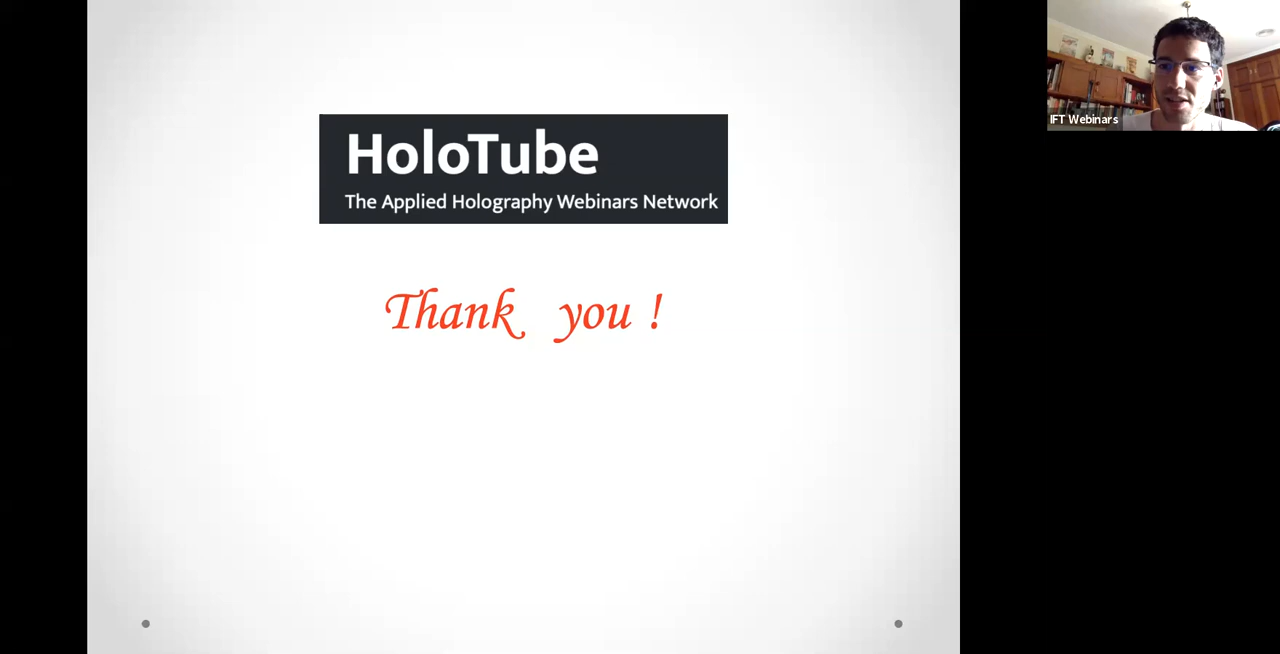 HoloTube
The Applied Holography Webinars Network
Thank you !
IFT Webinars